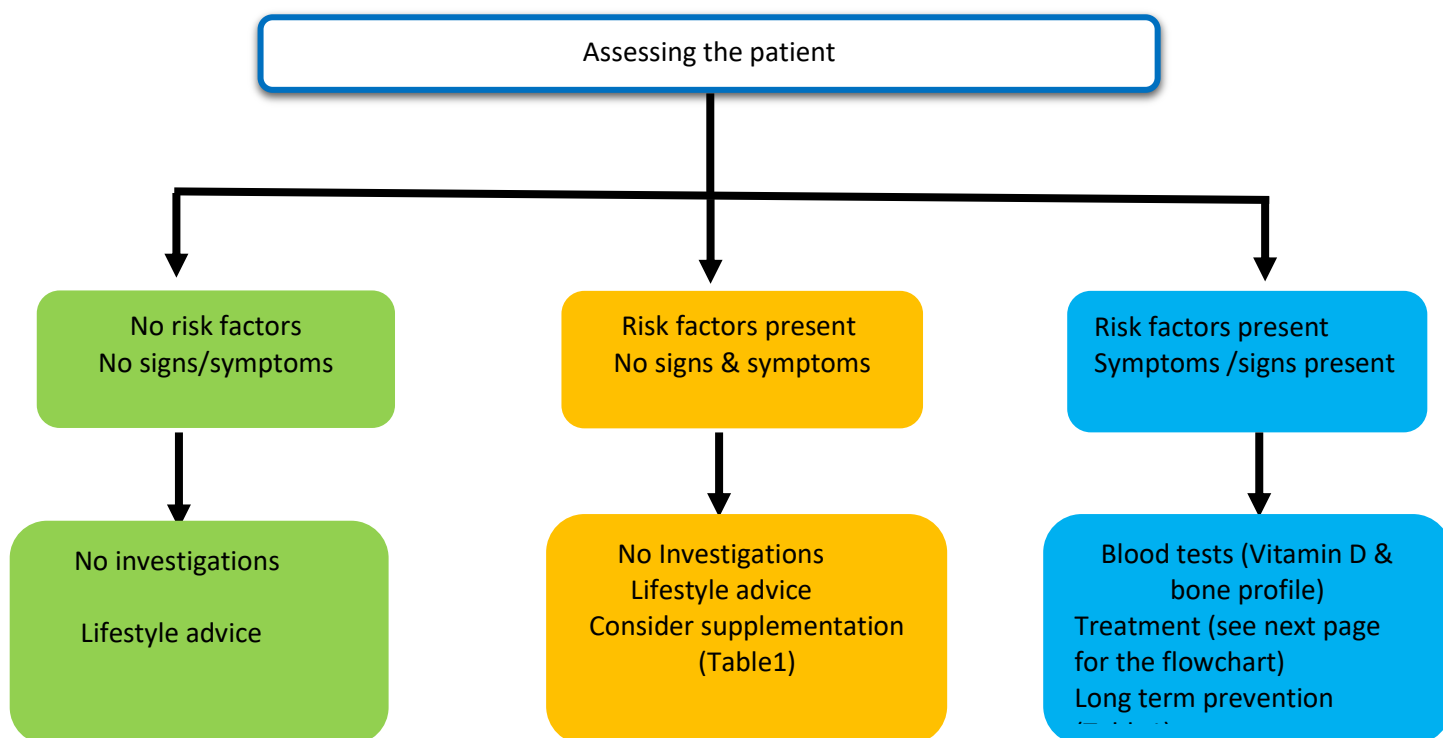 Assessing the patient
No risk factors
No signs/symptoms
Risk factors present
No signs & symptoms
Risk factors present
Symptoms /signs present
No investigations
Lifestyle advice
No Investigations
Lifestyle advice
Consider supplementation
(Table1)
Blood tests (Vitamin D &
bone profile)
Treatment (see next page
for the flowchart)
Long term prevention